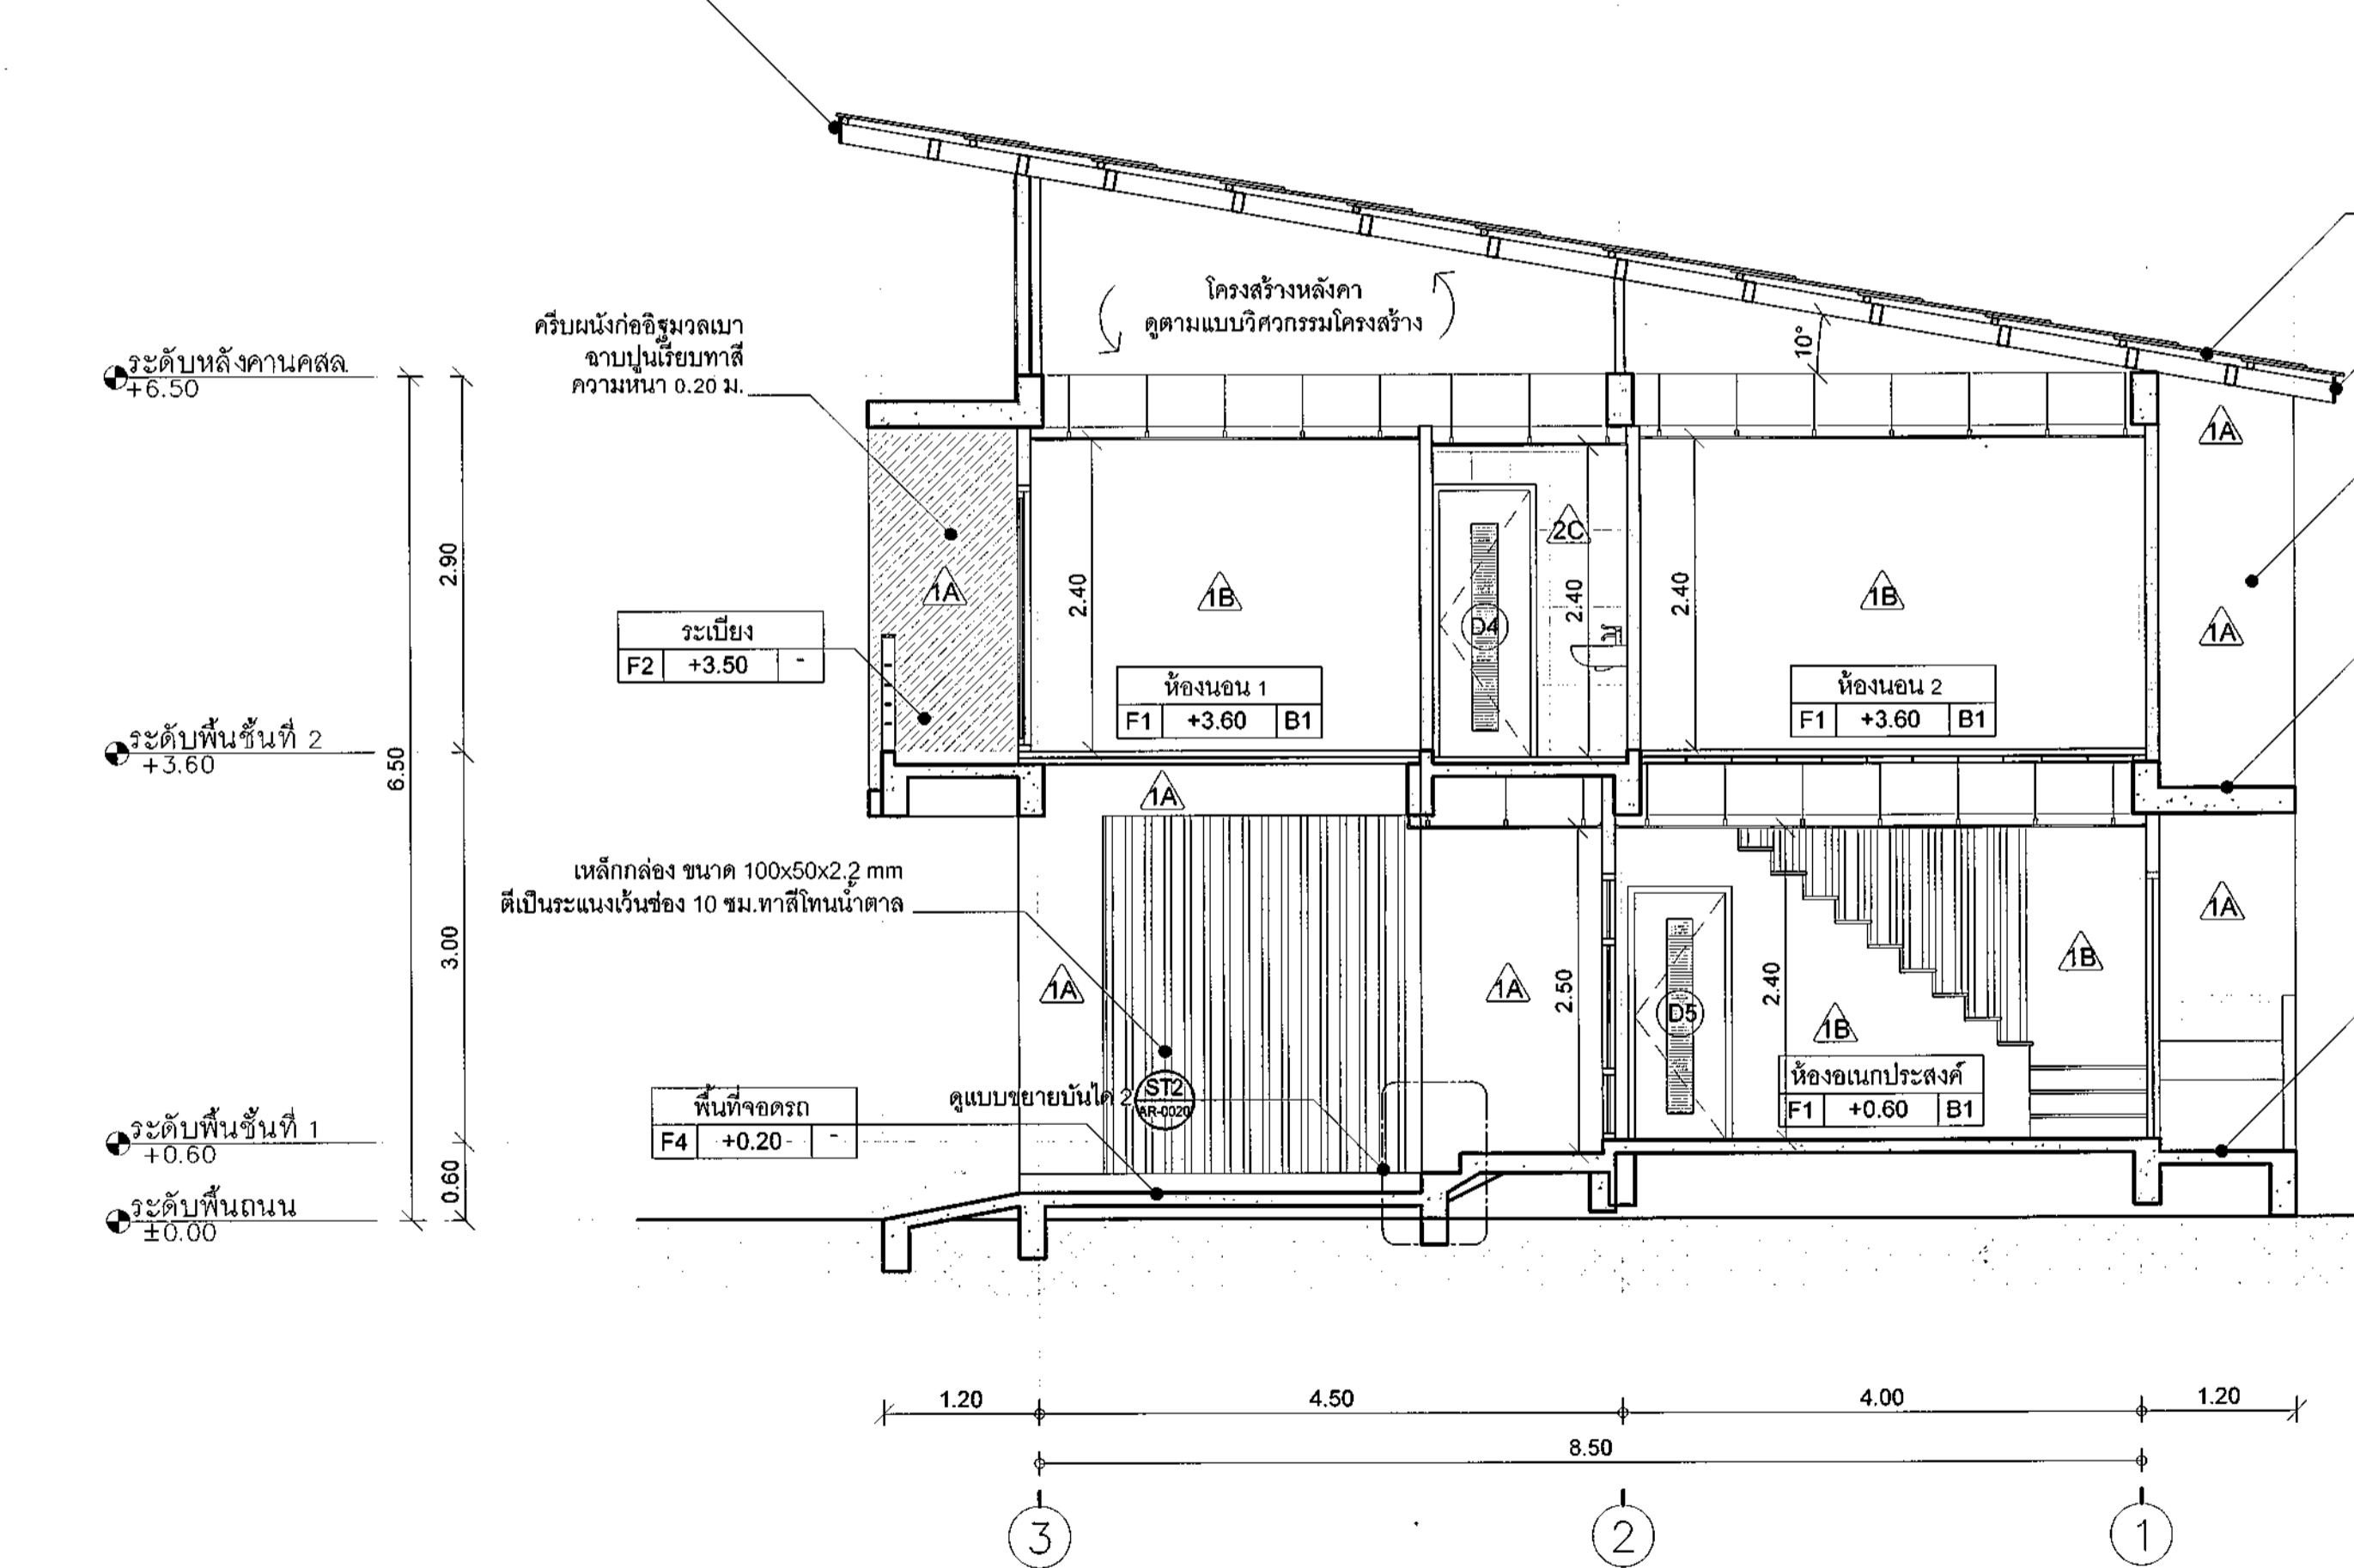 โครงสร้างหลังคา
ดูตามแบบวิศวกรรมโครงสร้าง
10°
ครีบผนังก่ออิฐมวลเบา
ฉาบปูนเรียบทาสี
ความหนา 0.20 ม.
ระดับหลังคานคสล.
+6.50
1A
2C
2.90
2.40
2.40
2.40
1A
1B
1B
1A
D4
ระเบียง
F2 +3.50 -
ห้องนอน 1
F1 +3.60 B1
ห้องนอน 2
F1 +3.60 B1
ระดับพื้นชั้นที่ 2
+3.60
6.50
1A
เหล็กกล่อง ขนาด 100x50x2.2 mm
ตีเป็นระแนงเว้นช่อง 10 ซม.ทาสีโทนน้ำตาล
3.00
1A
1A
2.50
2.40
1B
1A
D5
1B
ห้องอเนกประสงค์
F1 +0.60 B1
พื้นที่จอดรถ
F4 +0.20 -
ดูแบบขยายบันได 2
ST2
AR-0020
ระดับพื้นชั้นที่ 1
+0.60
0.60
ระดับพื้นถนน
±0.00
1.20 4.50 4.00 1.20
8.50
3 2 1